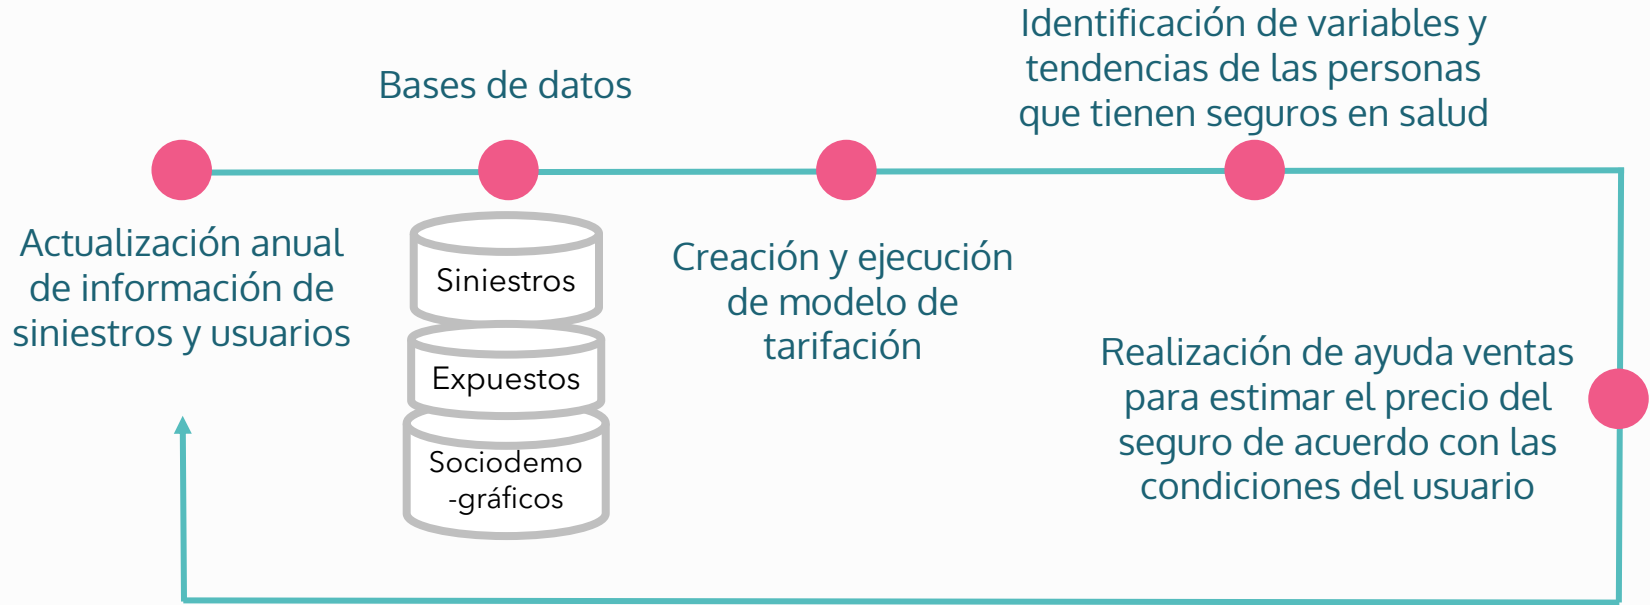 Actualización anual
de información de
siniestros y usuarios
Bases de datos
Siniestros
Expuestos
Sociodemo
-gráficos
Creación y ejecución
de modelo de
tarifación
Identificación de variables y
tendencias de las personas
que tienen seguros en salud
Realización de ayuda ventas
para estimar el precio del
seguro de acuerdo con las
condiciones del usuario